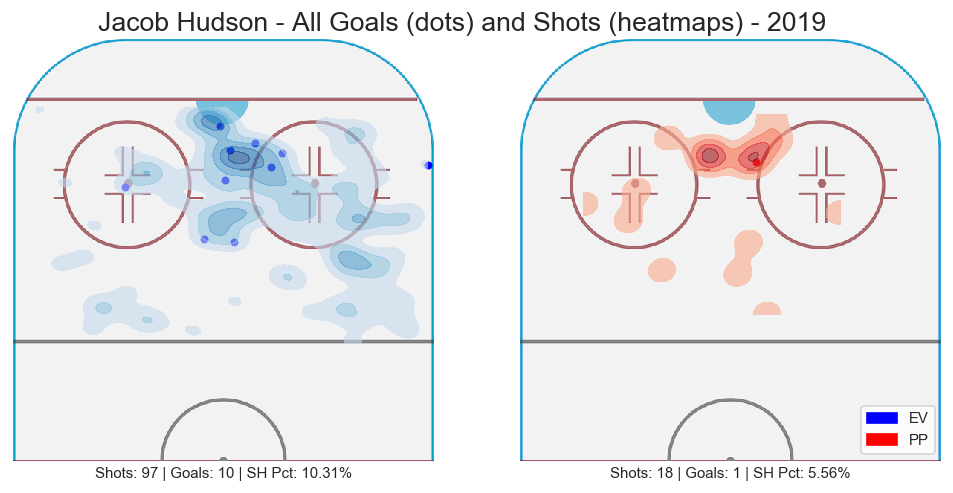 Jacob Hudson - All Goals (dots) and Shots (heatmaps) - 2019
EV
PP
Shots: 97 | Goals: 10 | SH Pct: 10.31%
Shots: 18 | Goals: 1 | SH Pct: 5.56%